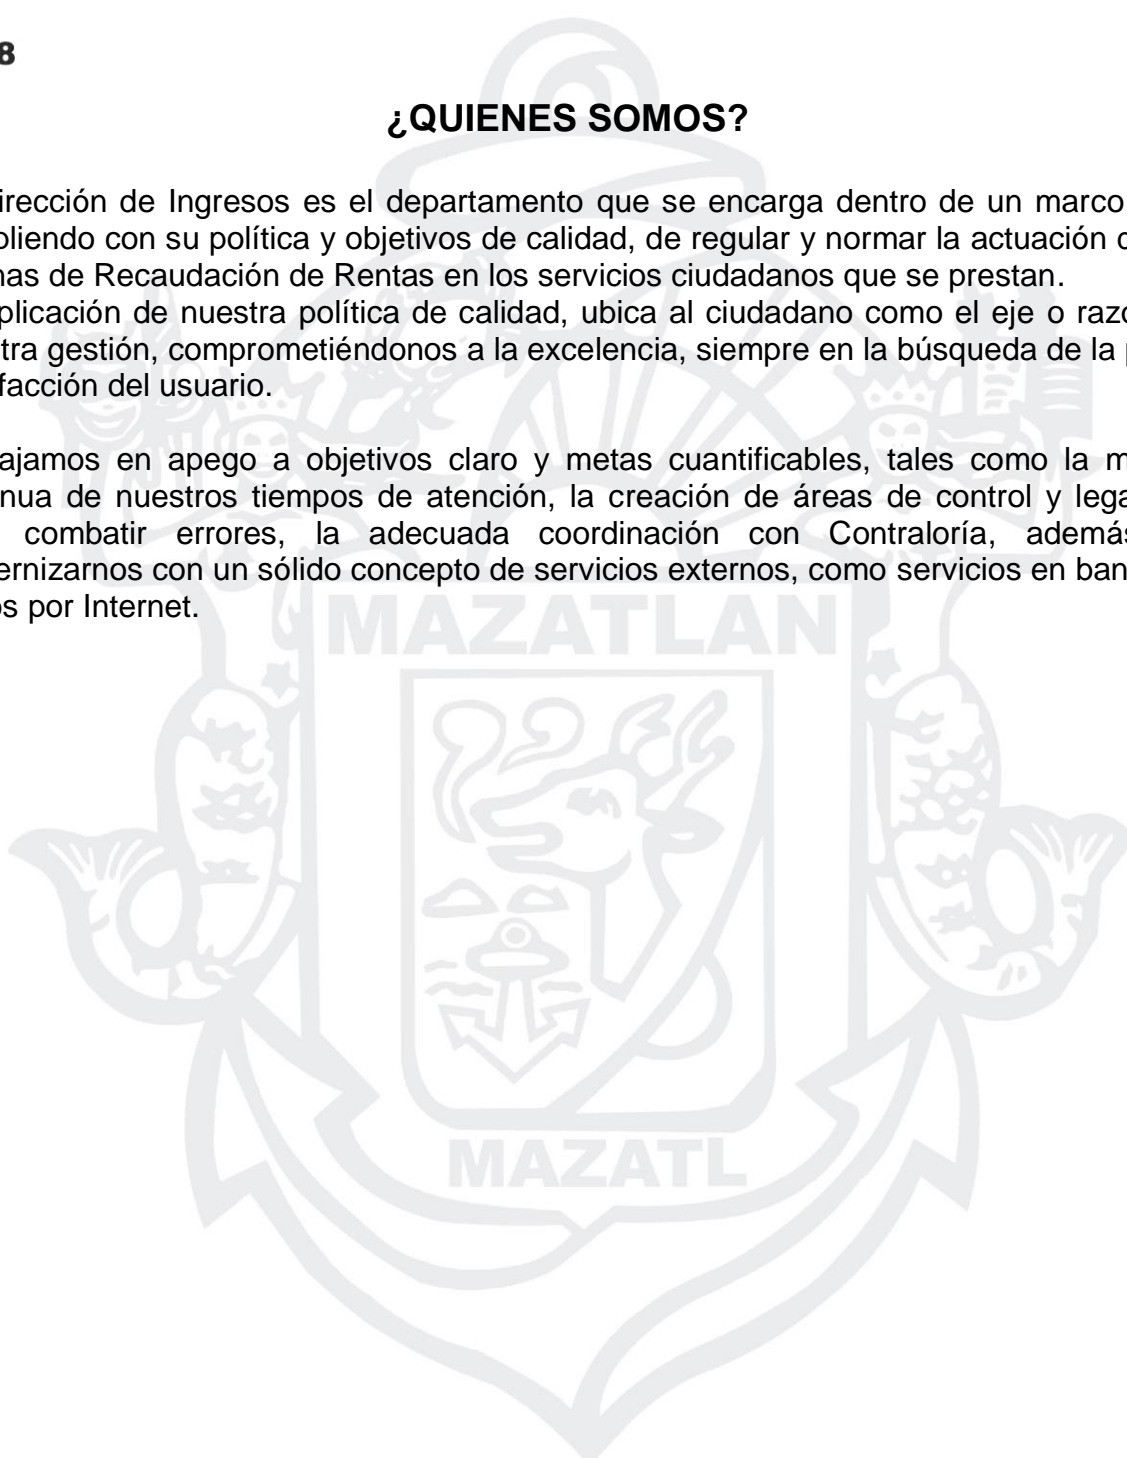 8
¿QUIENES SOMOS?
irección de Ingresos es el departamento que se encarga dentro de un marco
liendo con su política y objetivos de calidad, de regular y normar la actuación
nas de Recaudación de Rentas en los servicios ciudadanos que se prestan.
plicación de nuestra política de calidad, ubica al ciudadano como el eje o razo
tra gestión, comprometiéndonos a la excelencia, siempre en la búsqueda de la
facción del usuario.
ajamos en apego a objetivos claro y metas cuantificables, tales como la m
nua de nuestros tiempos de atención, la creación de áreas de control y lega
combatir errores, la adecuada coordinación con Contraloría, además
ernizarnos con un sólido concepto de servicios externos, como servicios en ban
os por Internet.
MAZATLAN
MAZATL